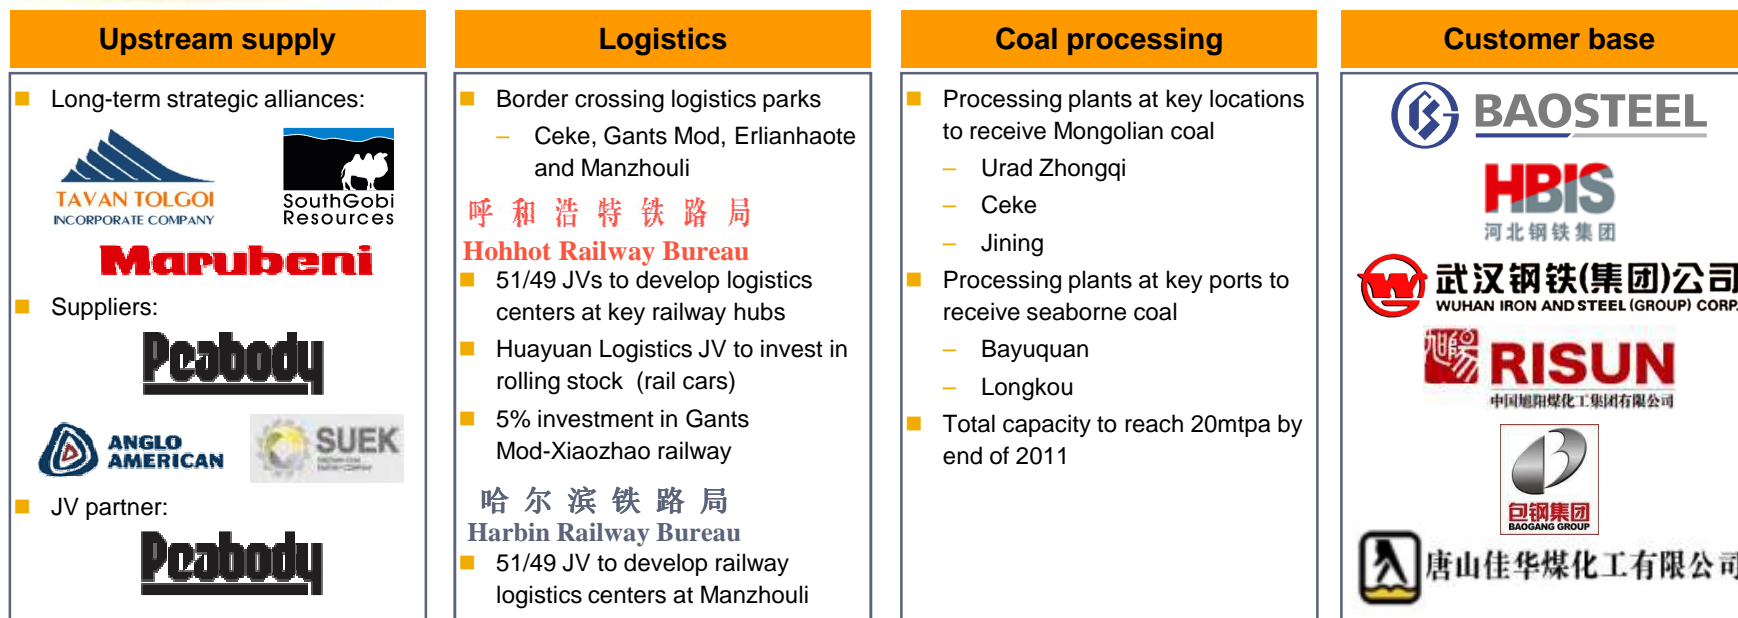 Upstream supply
Long-term strategic alliances:
TAVAN TOLGOI
INCORPORATE COMPANY
SouthGobi
Resources
Marubeni
Suppliers:
Peabody
ANGLO
AMERICAN
SUEK
JV partner:
Peabody
Logistics
Border crossing logistics parks
– Ceke, Gants Mod, Erlianhaote
and Manzhouli
呼和浩特铁路局
Hohhot Railway Bureau
51/49 JVs to develop logistics
centers at key railway hubs
Huayuan Logistics JV to invest in
rolling stock (rail cars)
5% investment in Gants
Mod-Xiaozhao railway
哈尔滨铁路局
Harbin Railway Bureau
51/49 JV to develop railway
logistics centers at Manzhouli
Coal processing
Processing plants at key locations
to receive Mongolian coal
– Urad Zhongqi
– Ceke
– Jining
Processing plants at key ports to
receive seaborne coal
– Bayuquan
– Longkou
Total capacity to reach 20mtpa by
end of 2011
Customer base
BAOSTEEL
HBIS
河北钢铁集团
武汉钢铁(集团)公司
WUHAN IRON AND STEEL (GROUP) CORP.
旭陽
RISUN
中国旭阳煤化工集团有限公司
包钢集团
BAOGANG GROUP
唐山佳华煤化工有限公司